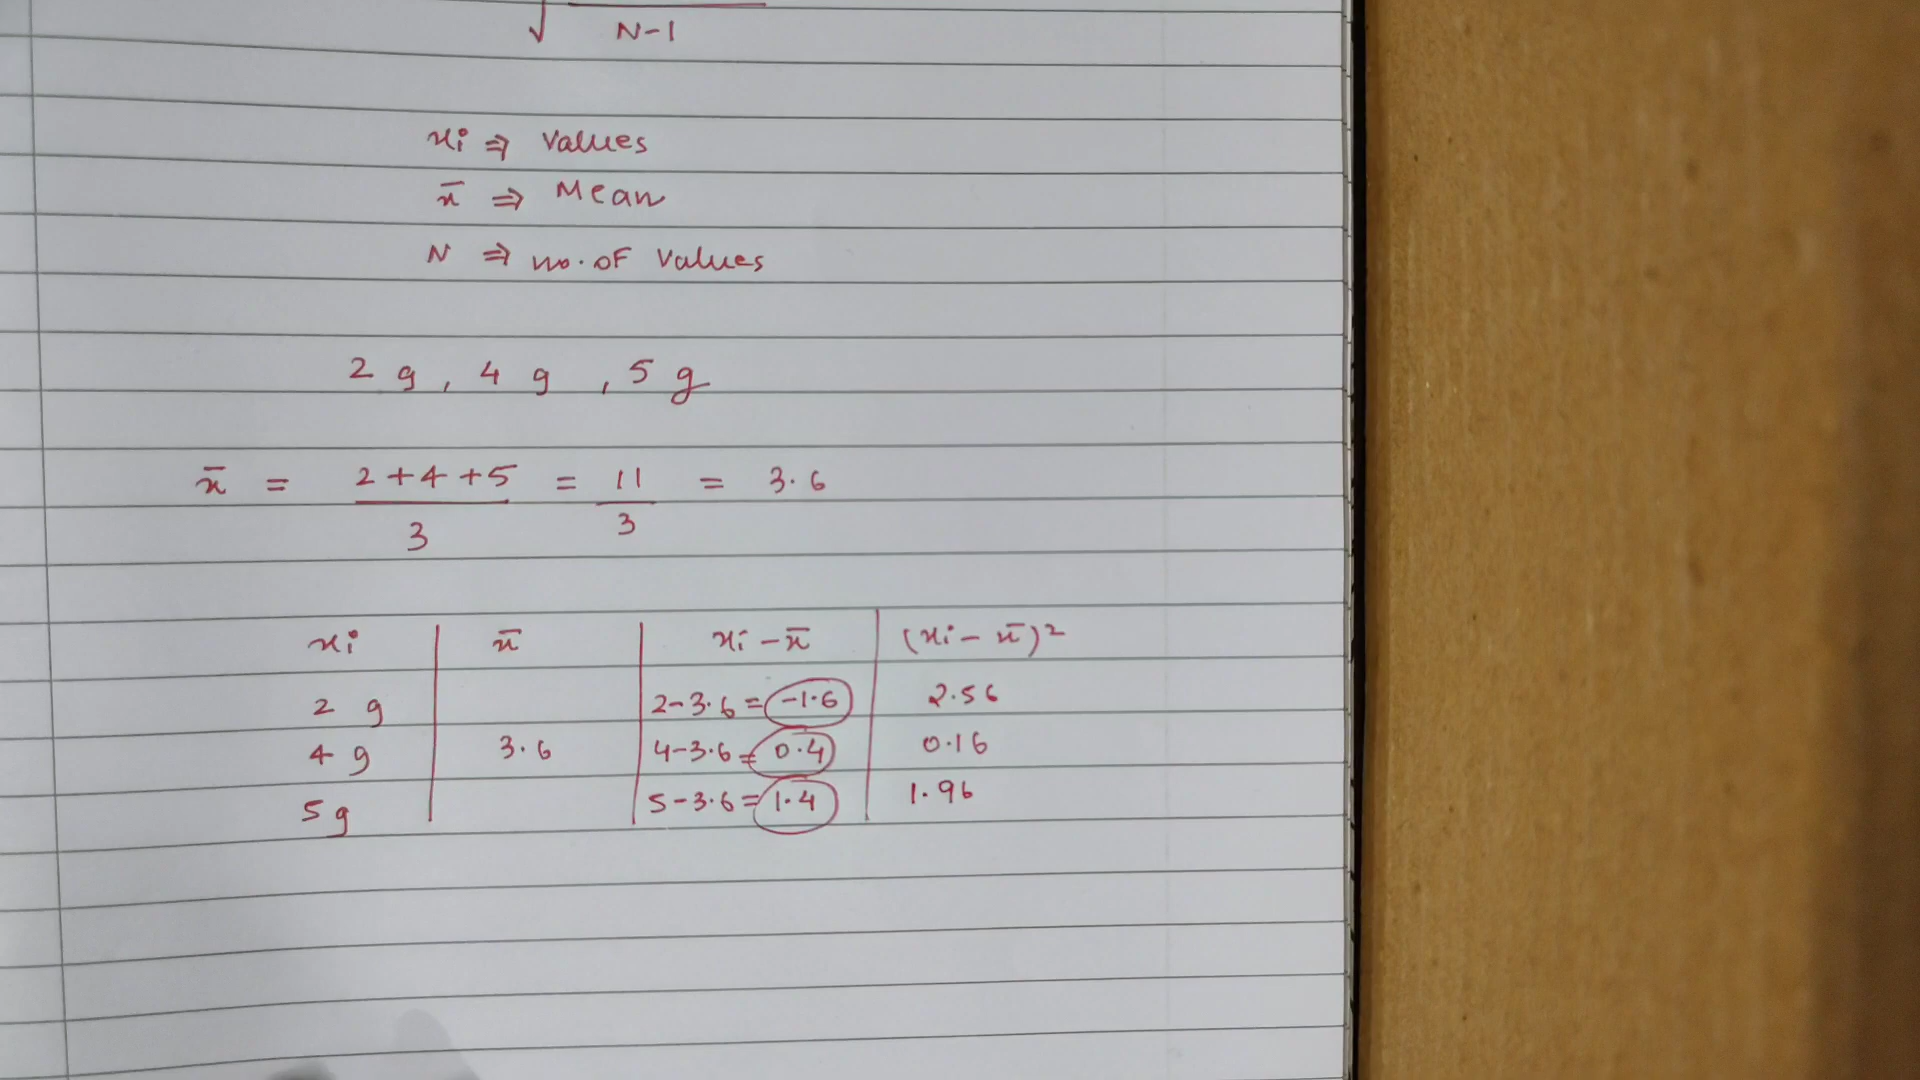 √ N-1
xi ⇒ values
x̄ ⇒ Mean
N ⇒ no. of values
2 g, 4 g, 5 g
x̄ = 2+4+5 / 3 = 11 / 3 = 3.6
xi x̄ xi - x̄ (xi - x̄)²
2 g 2-3.6 = -1.6 2.56
4 g 3.6 4-3.6 = 0.4 0.16
5 g 5-3.6 = 1.4 1.96